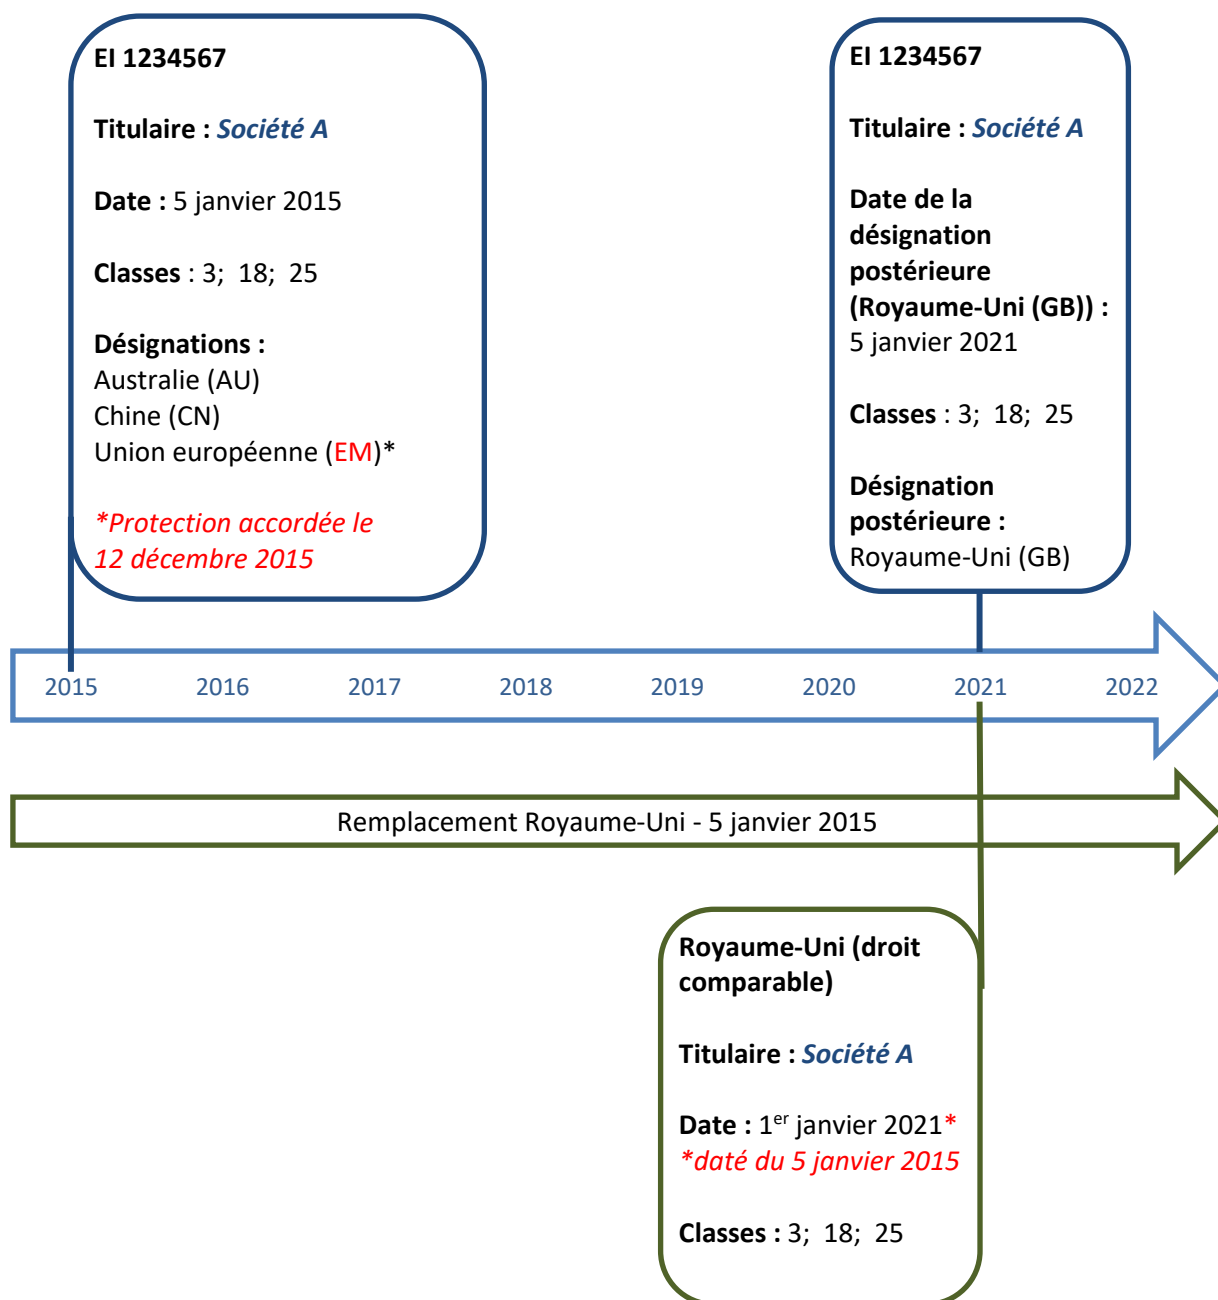 EI 1234567
Titulaire : Société A
Date : 5 janvier 2015
Classes : 3; 18; 25
Désignations :
Australie (AU)
Chine (CN)
Union européenne (EM)*
*Protection accordée le
12 décembre 2015
EI 1234567
Titulaire : Société A
Date de la
désignation
postérieure
(Royaume-Uni (GB)) :
5 janvier 2021
Classes : 3; 18; 25
Désignation
postérieure :
Royaume-Uni (GB)
2015 2016 2017 2018 2019 2020 2021 2022
Remplacement Royaume-Uni - 5 janvier 2015
Royaume-Uni (droit
comparable)
Titulaire : Société A
Date : 1er janvier 2021*
*daté du 5 janvier 2015
Classes : 3; 18; 25